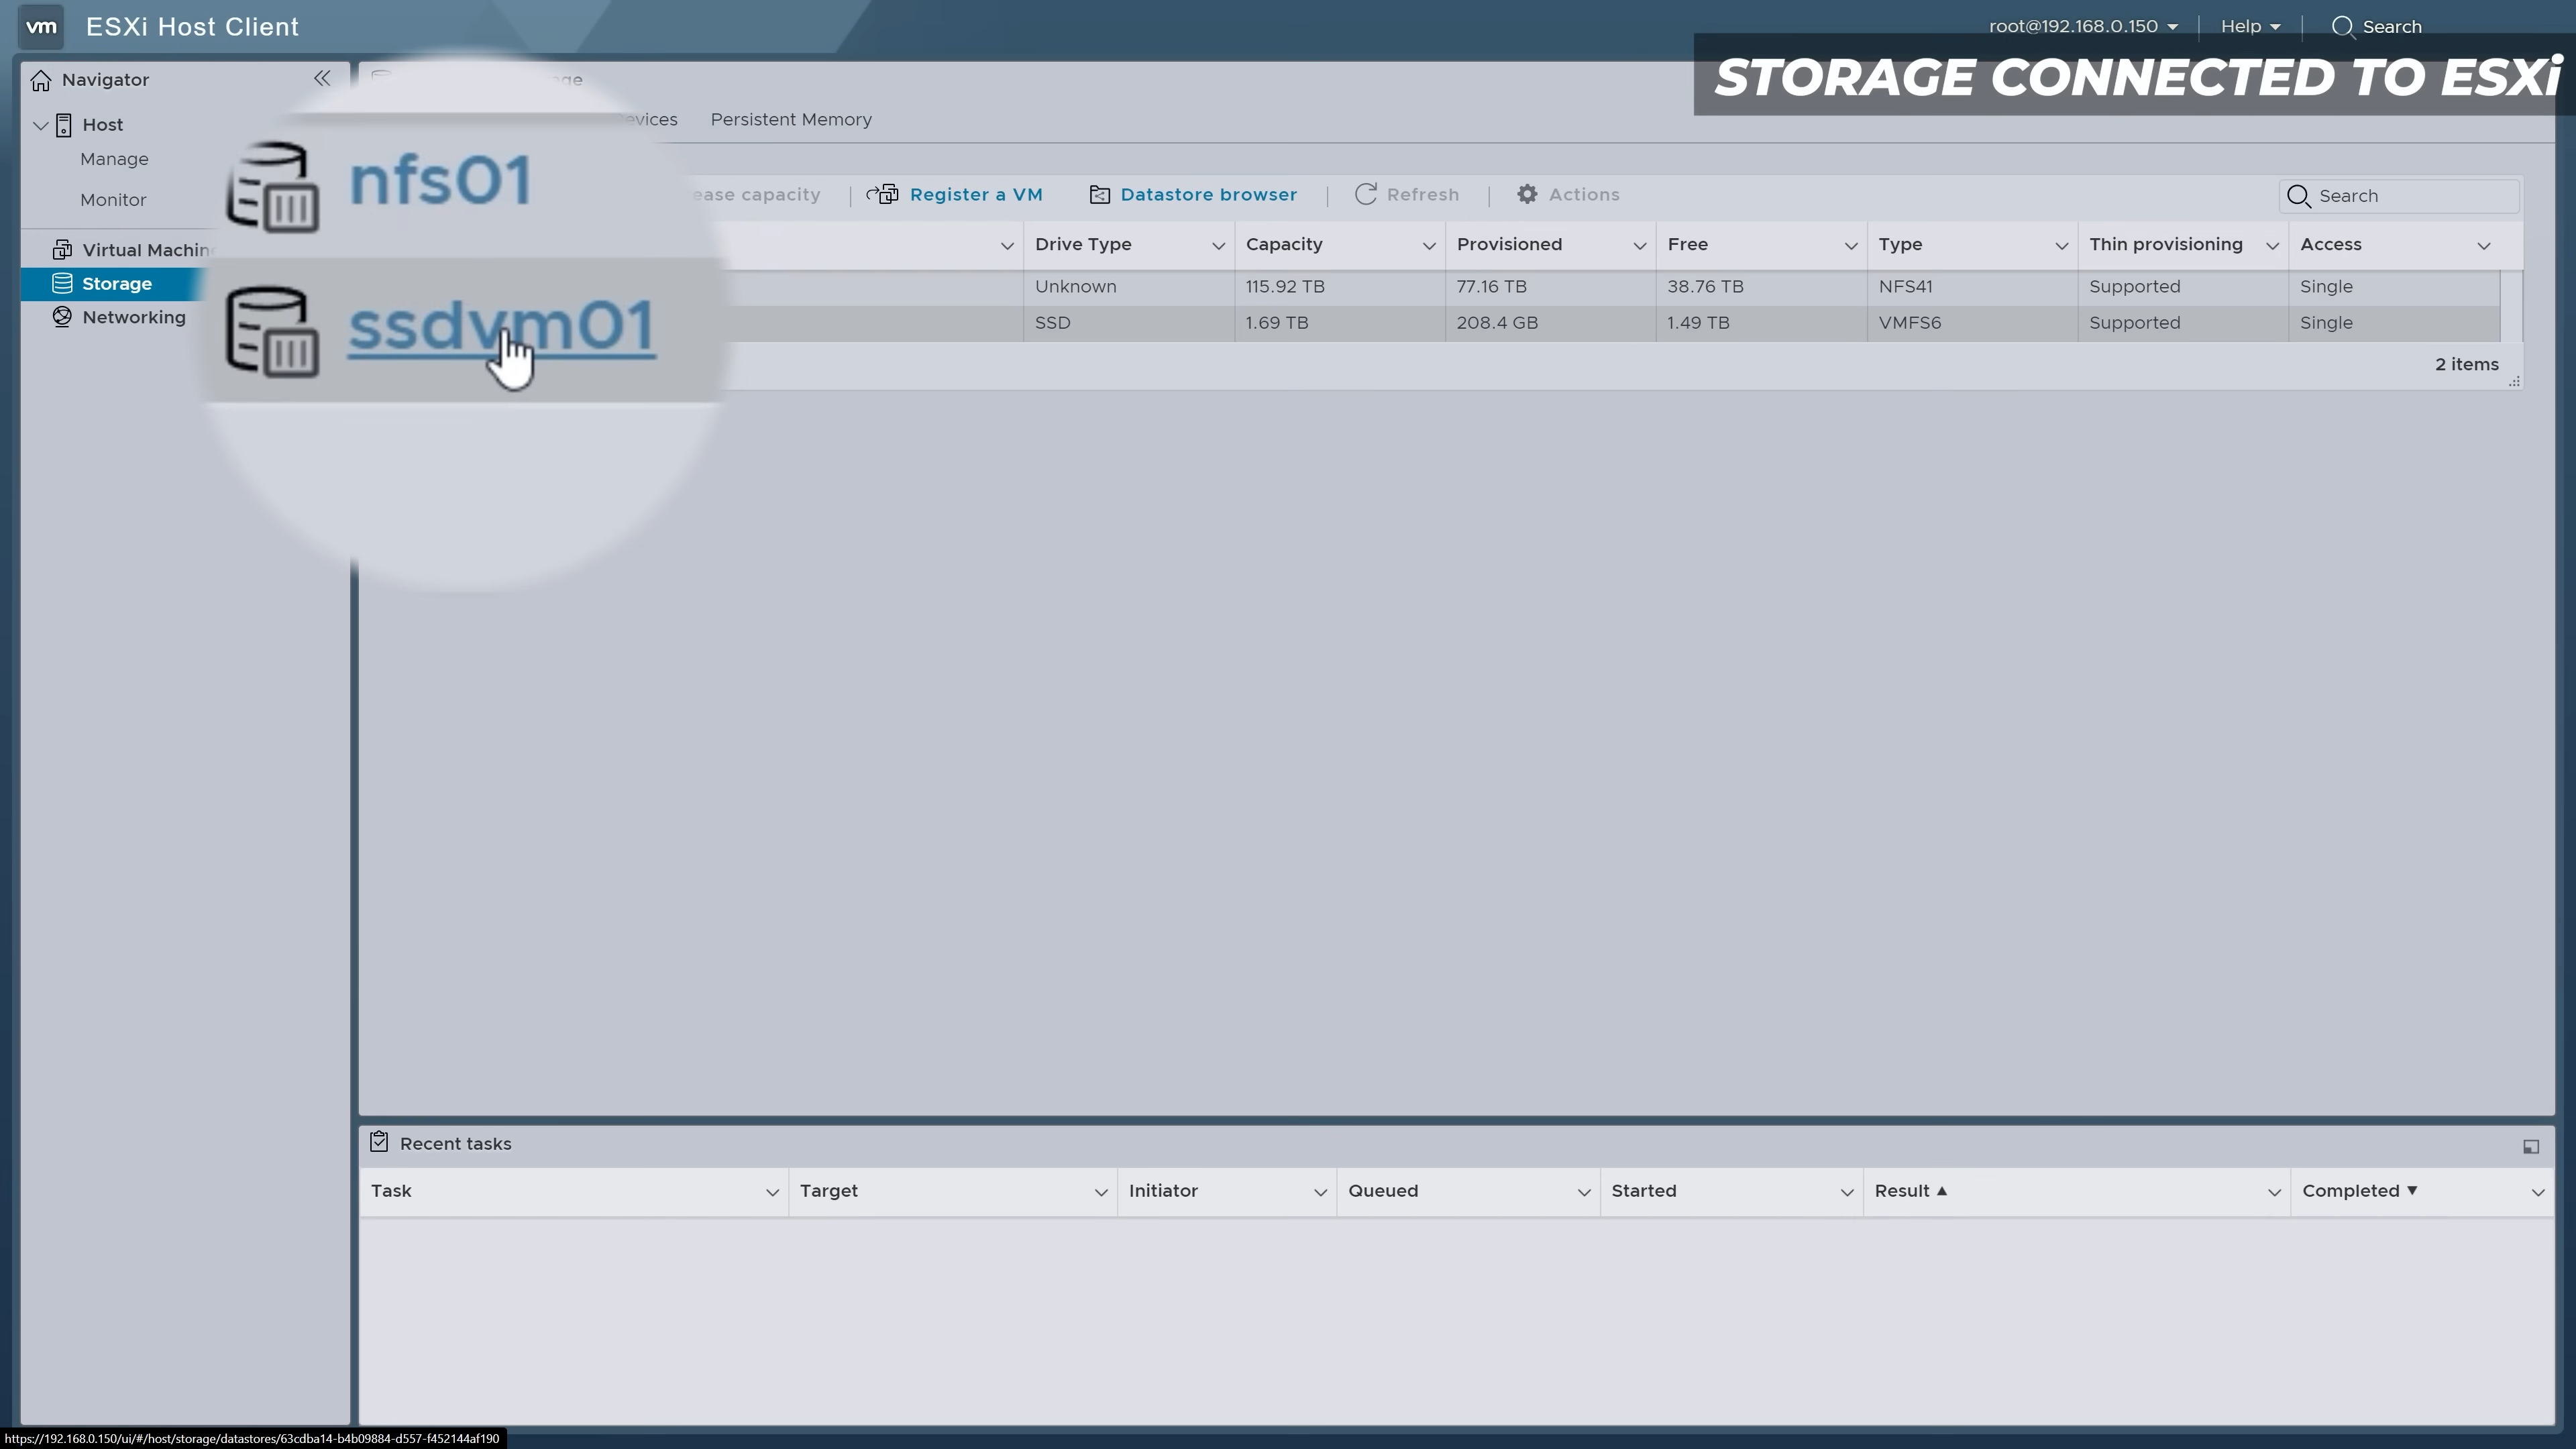 vm ESXi Host Client root@192.168.0.150 Help Search
STORAGE CONNECTED TO ESXi
Navigator
Host
Manage
Monitor
Virtual Machin
Storage
Networking
evices Persistent Memory
ease capacity Register a VM Datastore browser Refresh Actions Search
Drive Type Capacity Provisioned Free Type Thin provisioning Access
nfs01 Unknown 115.92 TB 77.16 TB 38.76 TB NFS41 Supported Single
ssdvm01 SSD 1.69 TB 208.4 GB 1.49 TB VMFS6 Supported Single
2 items
Recent tasks
Task Target Initiator Queued Started Result ▲ Completed ▼
https://192.168.0.150/ui/#/host/storage/datastores/63cdba14-b4b09884-d557-f452144af190